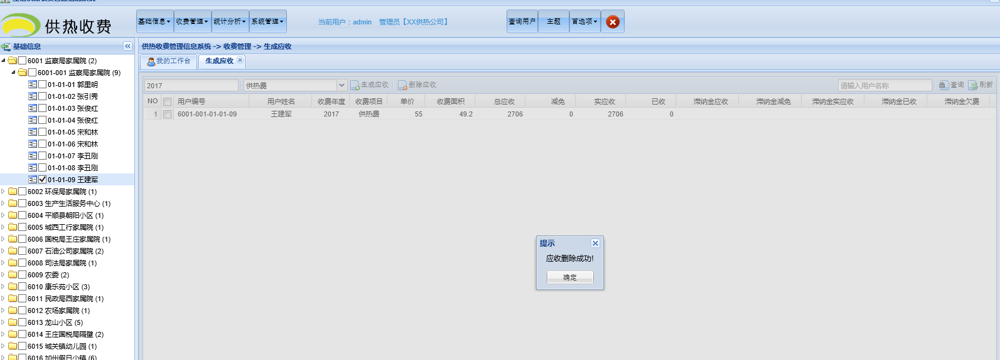 供热收费
基础信息 收费管理 统计分析 系统管理
当前用户：admin 管理员【XX供热公司】
查询用户 主题 首选项
基础信息
供热收费管理信息系统 -> 收费管理 -> 生成应收
我的工作台 生成应收
2017 供热费 生成应收 删除应收 请输入用户名称 查询 刷新
NO 用户编号 用户姓名 收费年度 收费项目 单价 收费面积 总应收 减免 实应收 已收 滞纳金应收 滞纳金减免 滞纳金实应收 滞纳金已收 滞纳金欠费
1 6001-001-01-01-09 王建军 2017 供热费 55 49.2 2706 0 2706 0
6001 监察局家属院 (2)
6001-001 监察局家属院 (9)
01-01-01 郭里明
01-01-02 张引秀
01-01-03 张俊红
01-01-04 张俊红
01-01-05 宋和林
01-01-06 宋和林
01-01-07 李丑刚
01-01-08 李丑刚
01-01-09 王建军
6002 环保局家属院 (1)
6003 生产生活服务中心 (1)
6004 平顺县朝阳小区 (1)
6005 城西工行家属院 (1)
6006 国税局王庄家属院 (1)
6007 石油公司家属院 (2)
6008 司法局家属院 (1)
6009 农委 (2)
6010 康乐苑小区 (3)
6011 民政局西家属院 (1)
6012 农场家属院 (1)
6013 龙山小区 (5)
6014 王庄国税局隔壁 (2)
6015 城关镇幼儿园 (1)
6016 加州假日小镇 (6)
提示
应收删除成功!
确定